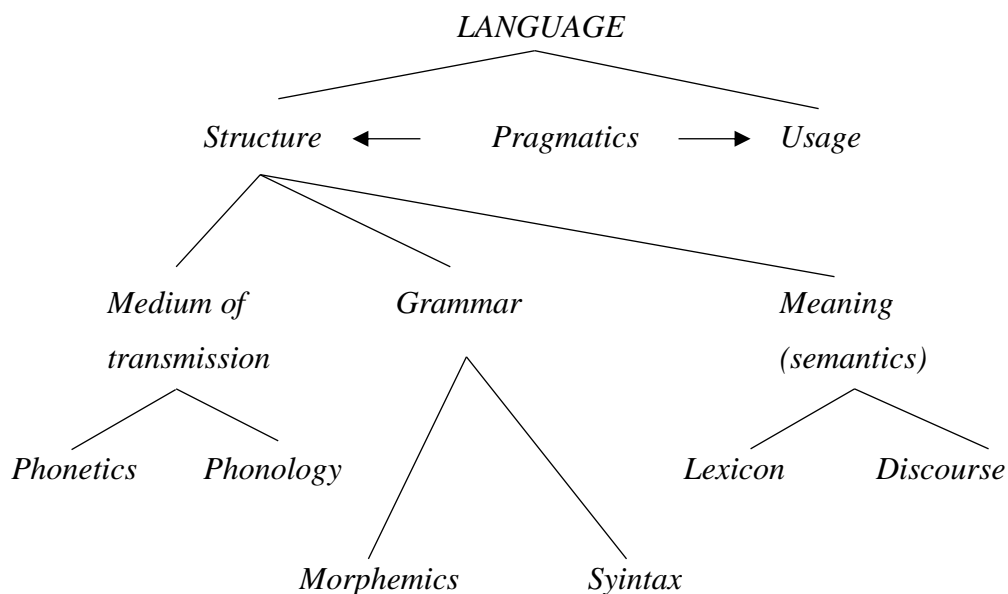 LANGUAGE
Structure Pragmatics Usage
Medium of Grammar Meaning
transmission (semantics)
Phonetics Phonology Lexicon Discourse
Morphemics Syintax